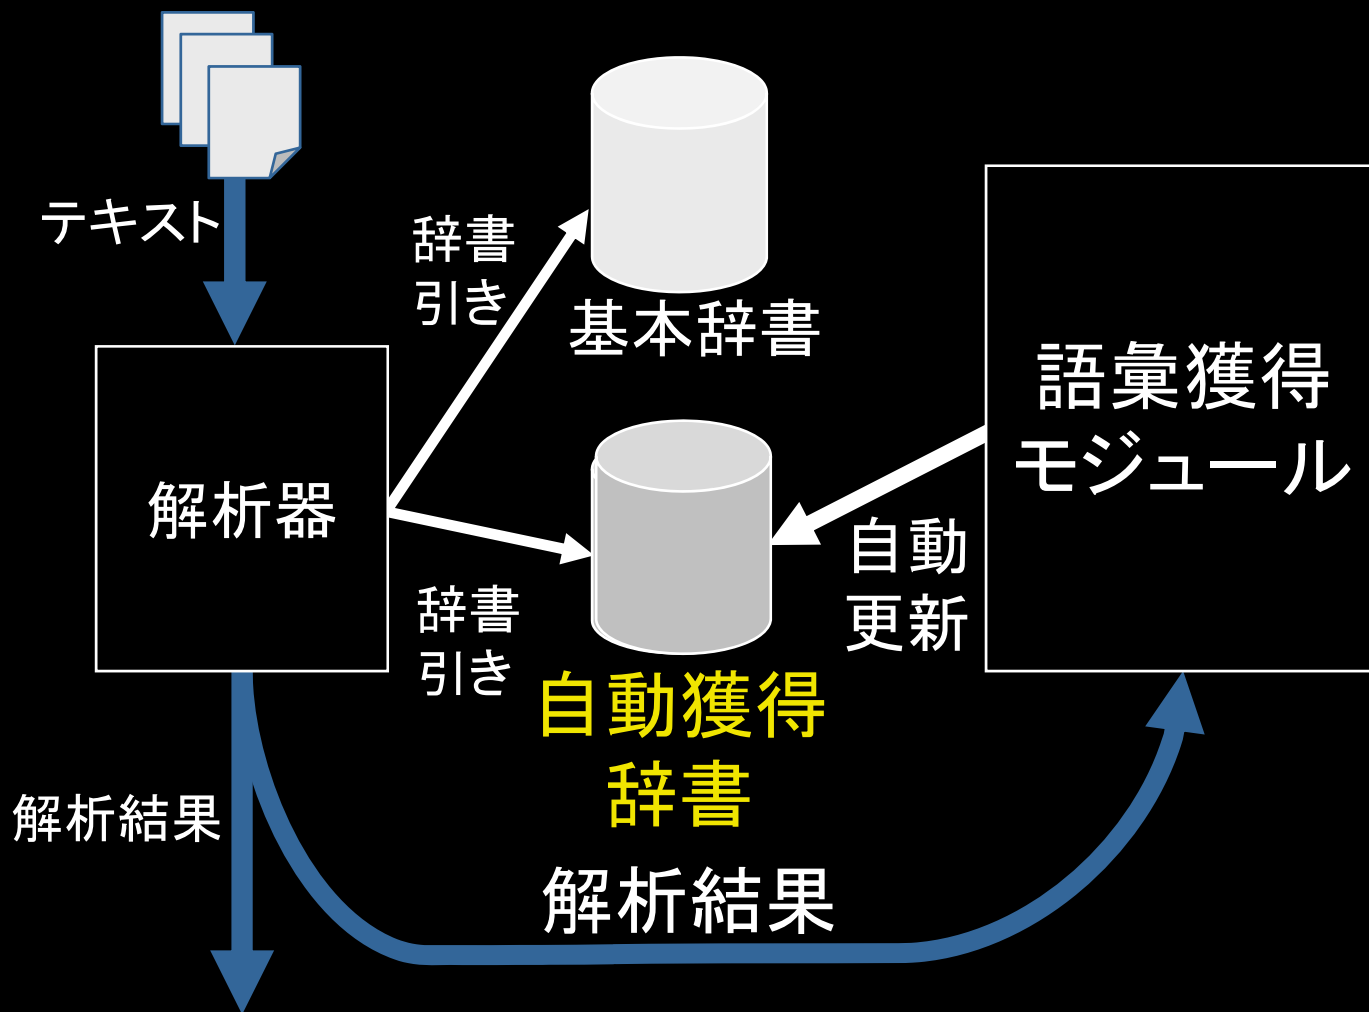 テキスト
辞書
引き
基本辞書
語彙獲得
モジュール
解析器
自動
更新
辞書
引き
自動獲得
辞書
解析結果
解析結果